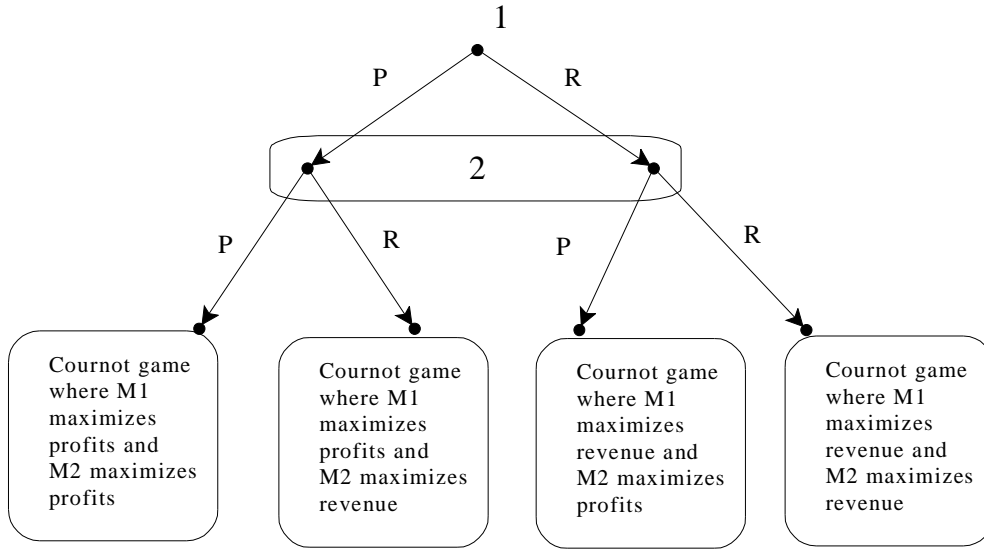 1
P
R
2
P
R
P
R
Cournot game
where M1
maximizes
profits and
M2 maximizes
profits
Cournot game
where M1
maximizes
profits and
M2 maximizes
revenue
Cournot game
where M1
maximizes
revenue and
M2 maximizes
profits
Cournot game
where M1
maximizes
revenue and
M2 maximizes
revenue